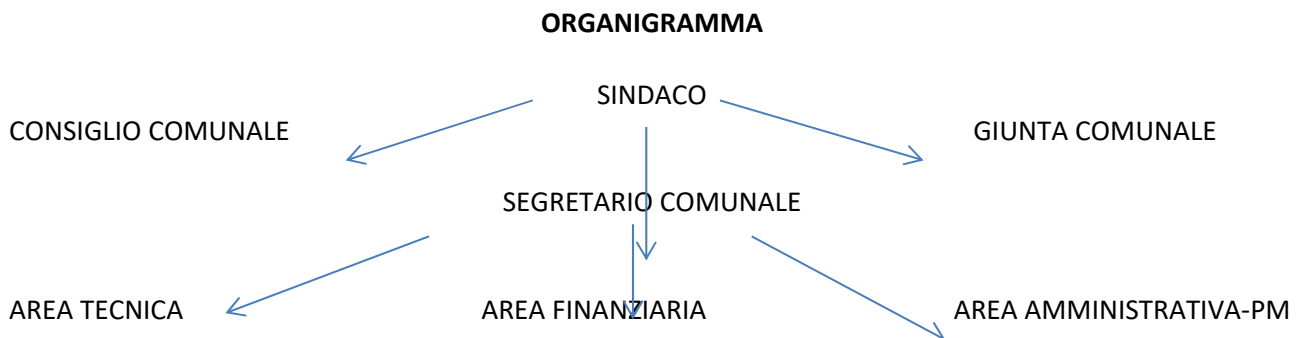 ORGANIGRAMMA
SINDACO
CONSIGLIO COMUNALE GIUNTA COMUNALE
SEGRETARIO COMUNALE
AREA TECNICA AREA FINANZIARIA AREA AMMINISTRATIVA-PM